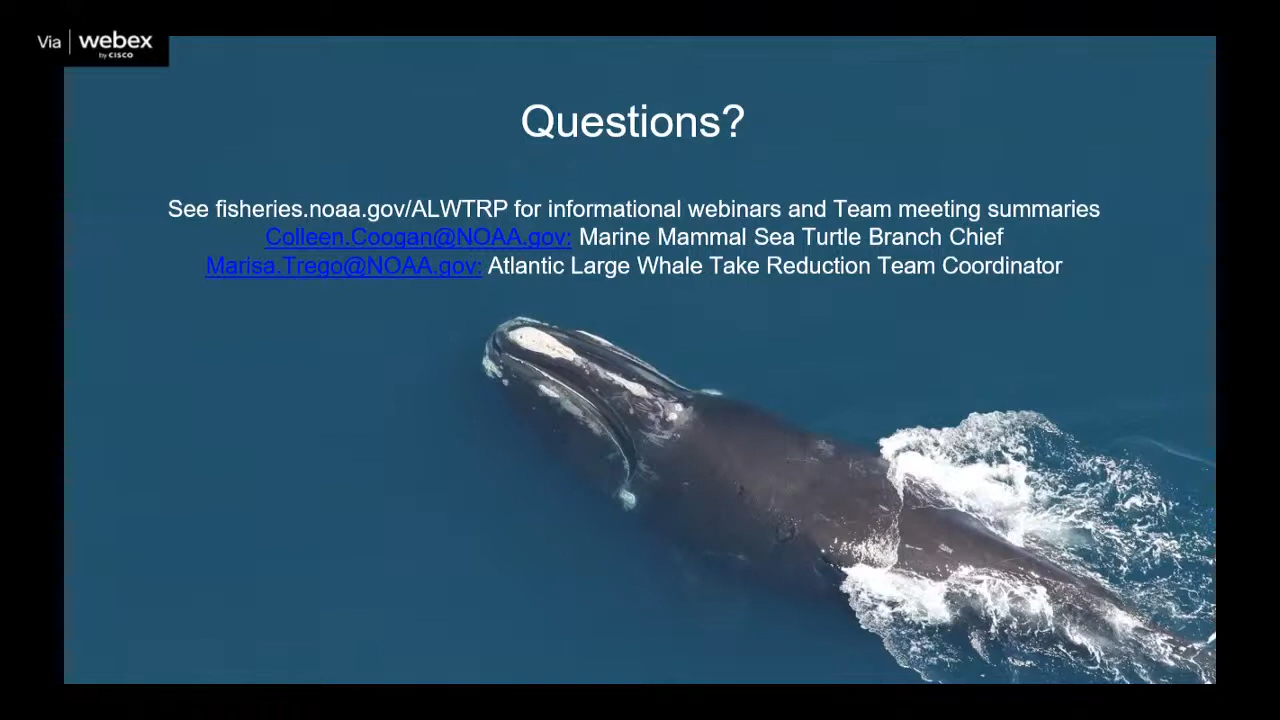 Via | webex
by CISCO
Questions?
See fisheries.noaa.gov/ALWTRP for informational webinars and Team meeting summaries
Colleen.Coogan@NOAA.gov: Marine Mammal Sea Turtle Branch Chief
Marisa.Trego@NOAA.gov: Atlantic Large Whale Take Reduction Team Coordinator